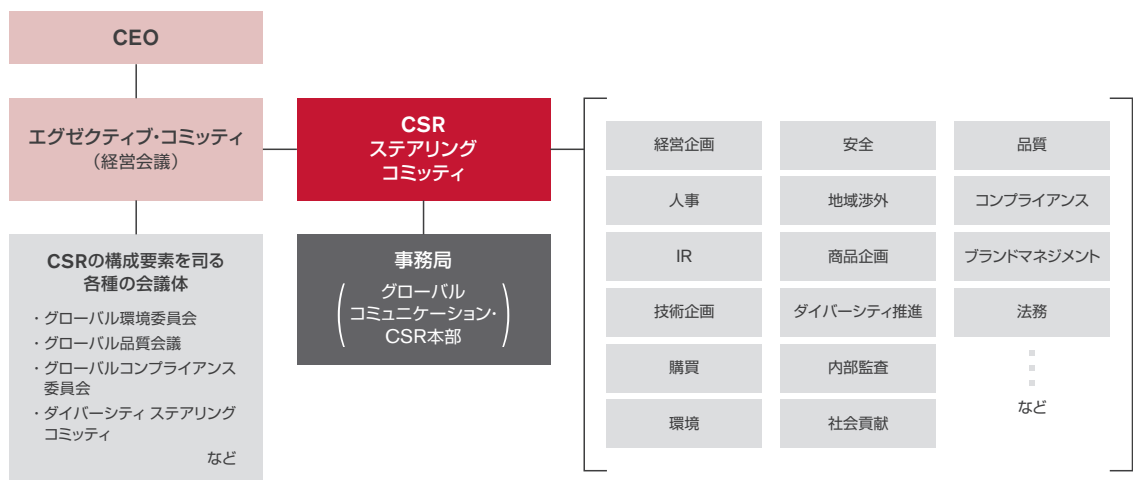 CEO
エグゼクティブ・コミッティ
（経営会議）
CSR
ステアリング
コミッティ
CSRの構成要素を司る
各種の会議体
・グローバル環境委員会
・グローバル品質会議
・グローバルコンプライアンス
委員会
・ダイバーシティ ステアリング
コミッティ
など
事務局
グローバル
コミュニケーション・
CSR本部
経営企画
安全
品質
人事
地域渉外
コンプライアンス
IR
商品企画
ブランドマネジメント
技術企画
ダイバーシティ推進
法務
購買
内部監査
環境
社会貢献
など